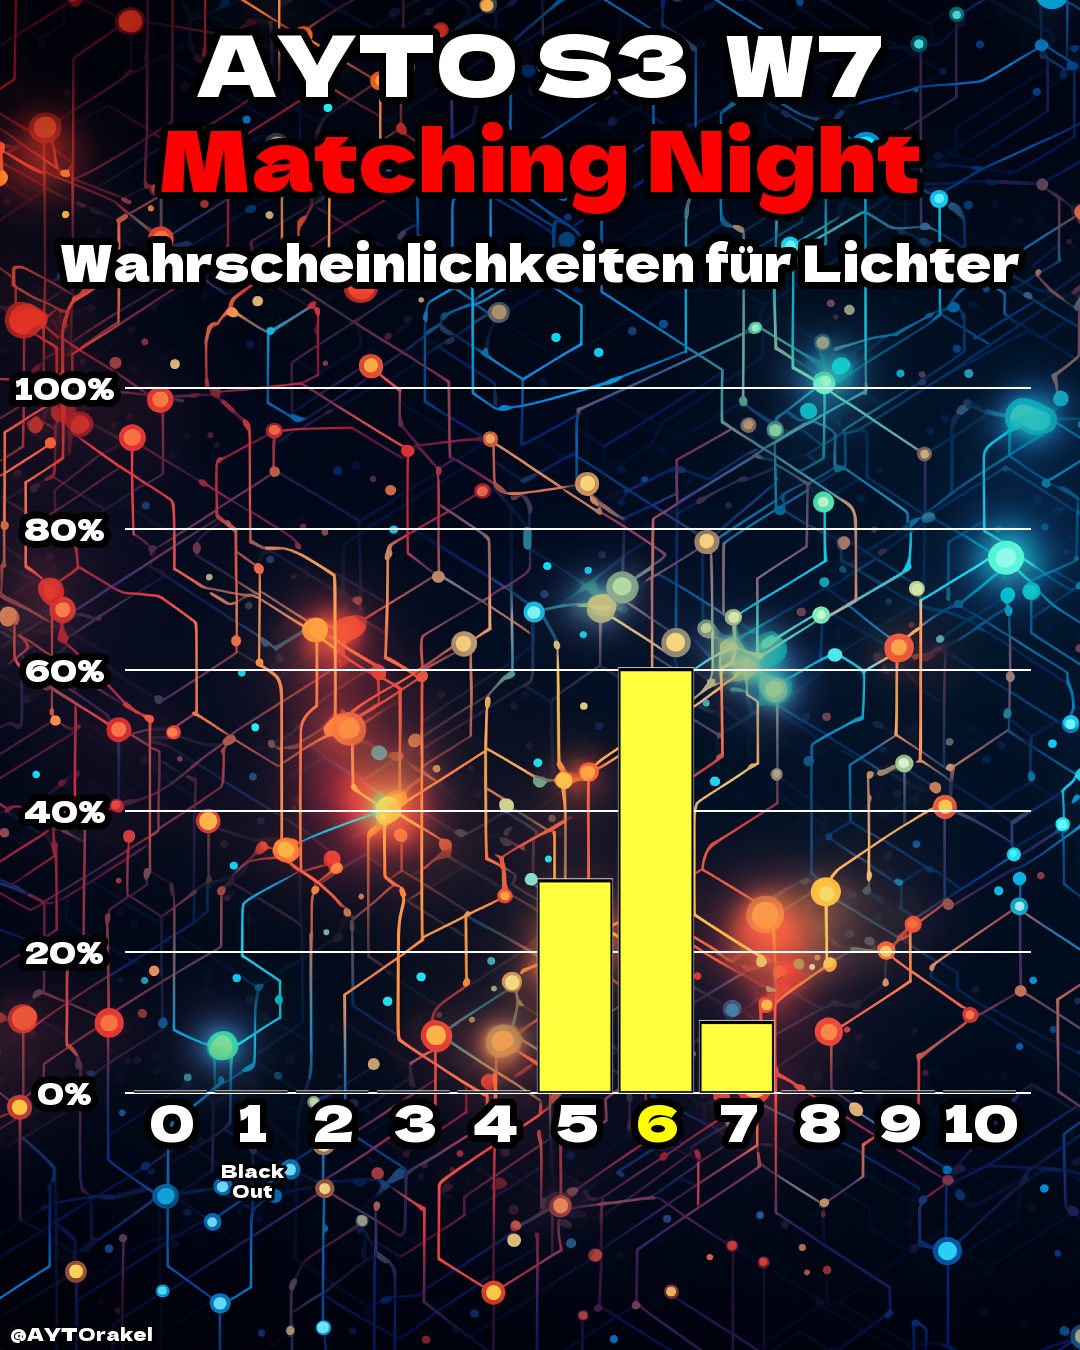 AYTO S3 W7
Matching Night
Wahrscheinlichkeiten für Lichter
100%
80%
60%
40%
20%
0%
0 1 2 3 4 5 6 7 8 9 10
Black
Out
@AYTOrakel